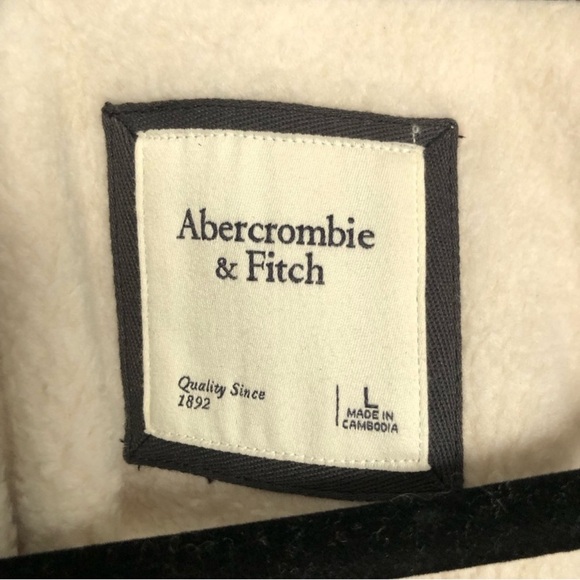 Abercrombie
& Fitch
Quality Since
1892
L
MADE IN
CAMBODIA